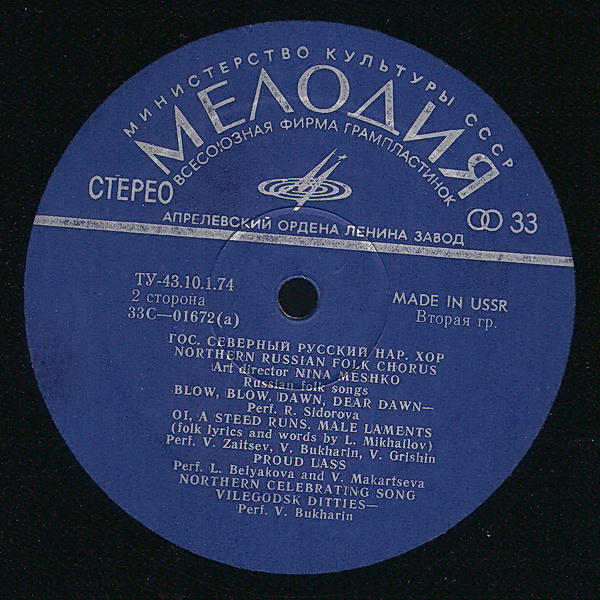 МИНИСТЕРСТВО КУЛЬТУРЫ СССР
МЕЛОДИЯ
ВСЕСОЮЗНАЯ ФИРМА ГРАМПЛАСТИНОК
СТЕРЕО
33
АПРЕЛЕВСКИЙ ОРДЕНА ЛЕНИНА ЗАВОД
ТУ-43.10.1.74
2 сторона
33С—01672(а)
MADE IN USSR
Вторая гр.
ГОС. СЕВЕРНЫЙ РУССКИЙ НАР. ХОР
NORTHERN RUSSIAN FOLK CHORUS
Art director NINA MESHKO
Russian folk songs
BLOW, BLOW, DAWN, DEAR DAWN—
Perf. R. Sidorova
OI, A STEED RUNS, MALE LAMENTS
(folk lyrics and words by L. Mikhailov)
Perf. V. Zaitsev, V. Bukharin, V. Grishin
PROUD LASS
Perf. L. Belyakova and V. Makartseva
NORTHERN CELEBRATING SONG
VILEGODSK DITTIES—
Perf. V. Bukharin